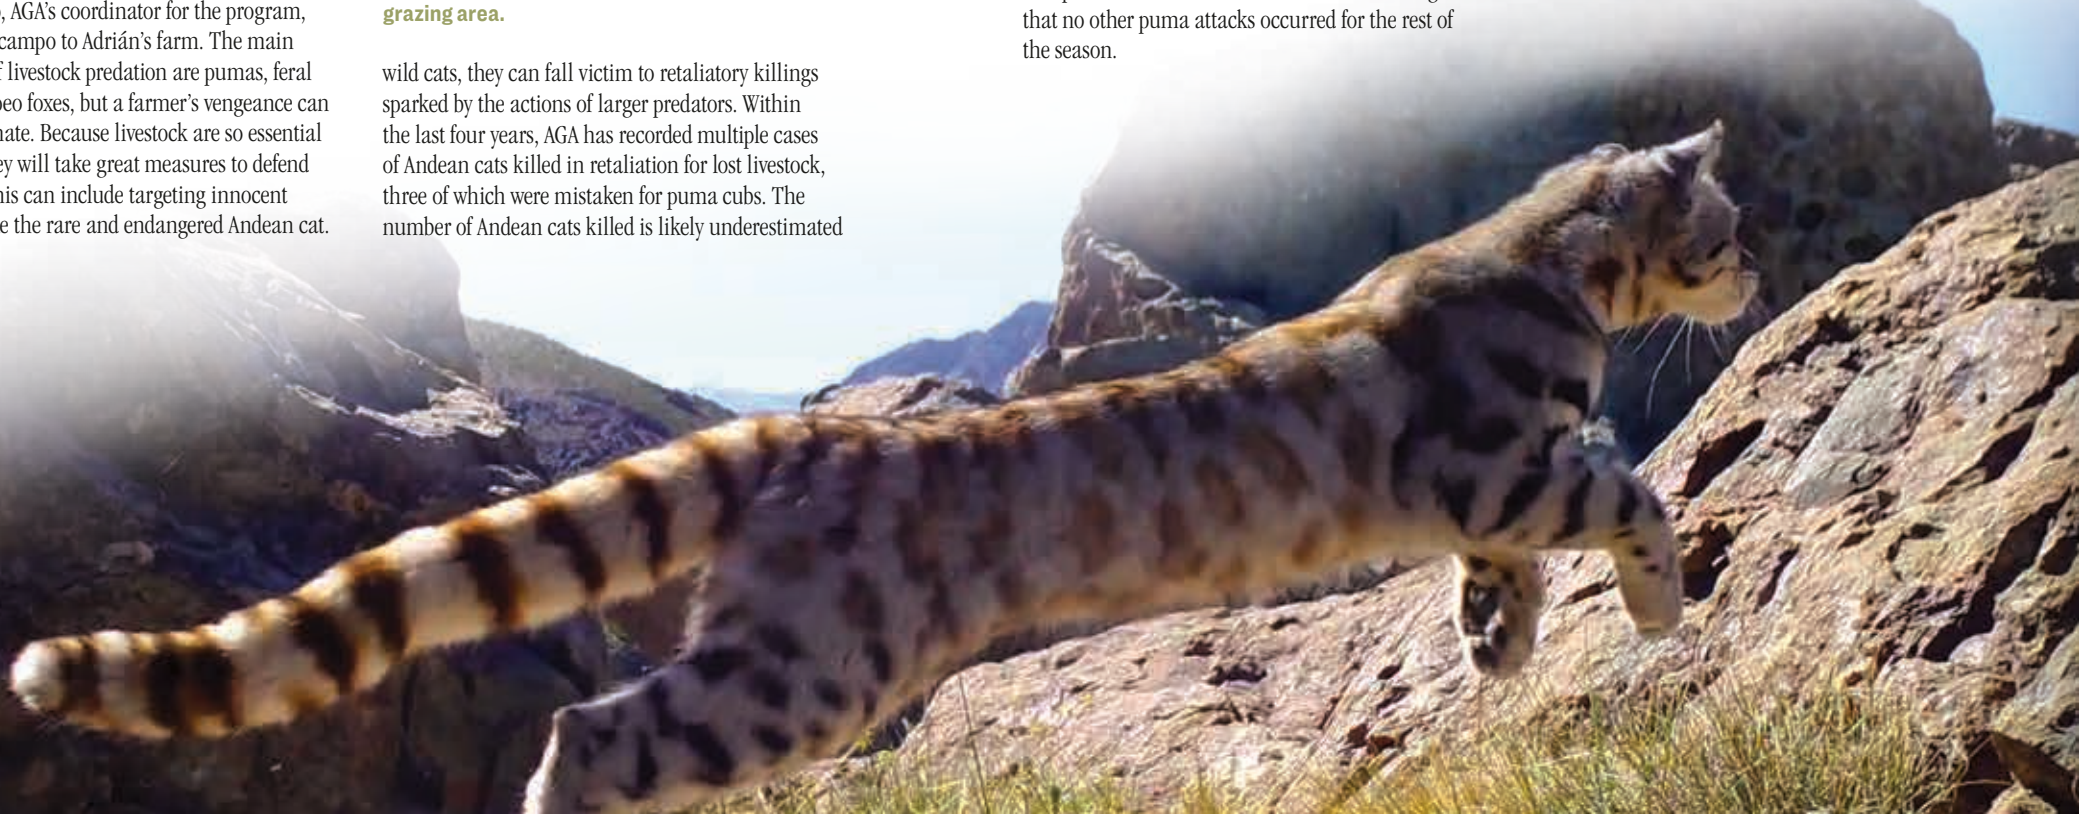 , AGA's coordinator for the program,
campo to Adrián's farm. The main
livestock predation are pumas, feral
foxes, but a farmer's vengeance can
Because livestock are so essential
will take great measures to defend
can include targeting innocent
the rare and endangered Andean cat.
grazing area.
wild cats, they can fall victim to retaliatory killings
sparked by the actions of larger predators. Within
the last four years, AGA has recorded multiple cases
of Andean cats killed in retaliation for lost livestock,
three of which were mistaken for puma cubs. The
number of Andean cats killed is likely underestimated
that no other puma attacks occurred for the rest of
the season.